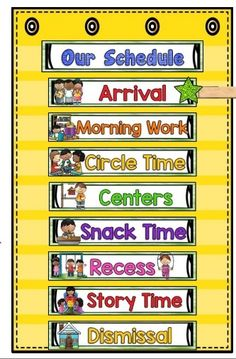 Our Schedule
Arrival
Morning Work
Circle Time
Centers
Snack Time
Recess
Story Time
Dismissal